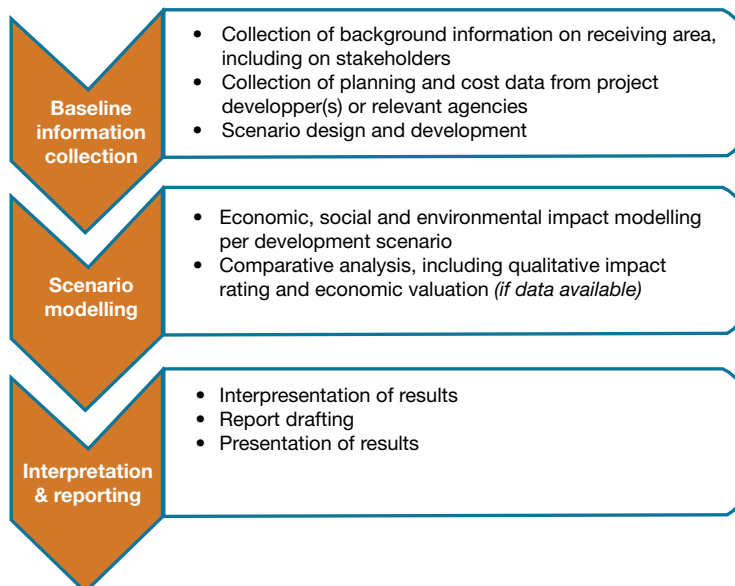 Baseline
information
collection
• Collection of background information on receiving area,
including on stakeholders
• Collection of planning and cost data from project
developper(s) or relevant agencies
• Scenario design and development
Scenario
modelling
• Economic, social and environmental impact modelling
per development scenario
• Comparative analysis, including qualitative impact
rating and economic valuation (if data available)
Interpretation
& reporting
• Interpresentation of results
• Report drafting
• Presentation of results